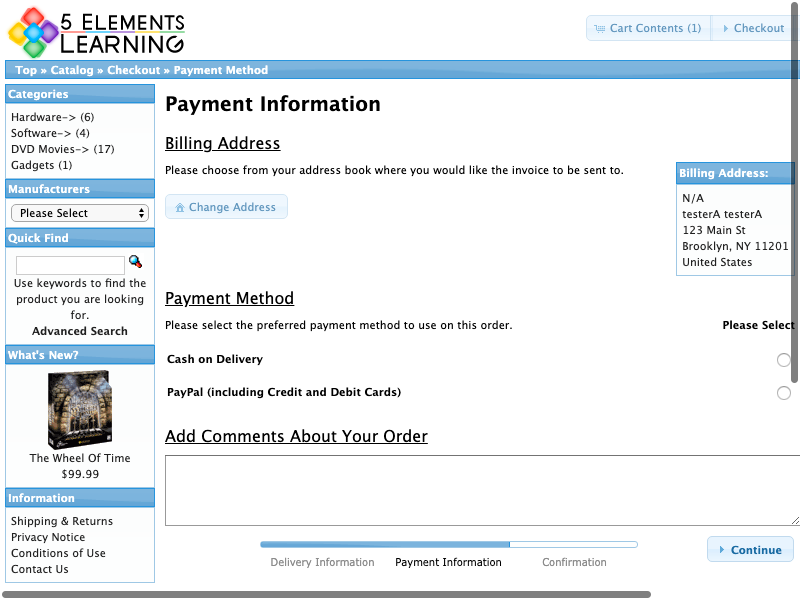 5 ELEMENTS
LEARNING
Cart Contents (1)
Checkout
Top » Catalog » Checkout » Payment Method
Categories
Hardware-> (6)
Software-> (4)
DVD Movies-> (17)
Gadgets (1)
Manufacturers
Please Select
Quick Find
Use keywords to find the
product you are looking
for.
Advanced Search
What's New?
The Wheel Of Time
$99.99
Information
Shipping & Returns
Privacy Notice
Conditions of Use
Contact Us
Payment Information
Billing Address
Please choose from your address book where you would like the invoice to be sent to.
Change Address
Billing Address:
N/A
testerA testerA
123 Main St
Brooklyn, NY 11201
United States
Payment Method
Please select the preferred payment method to use on this order.
Please Select
Cash on Delivery
PayPal (including Credit and Debit Cards)
Add Comments About Your Order
Delivery Information
Payment Information
Confirmation
Continue